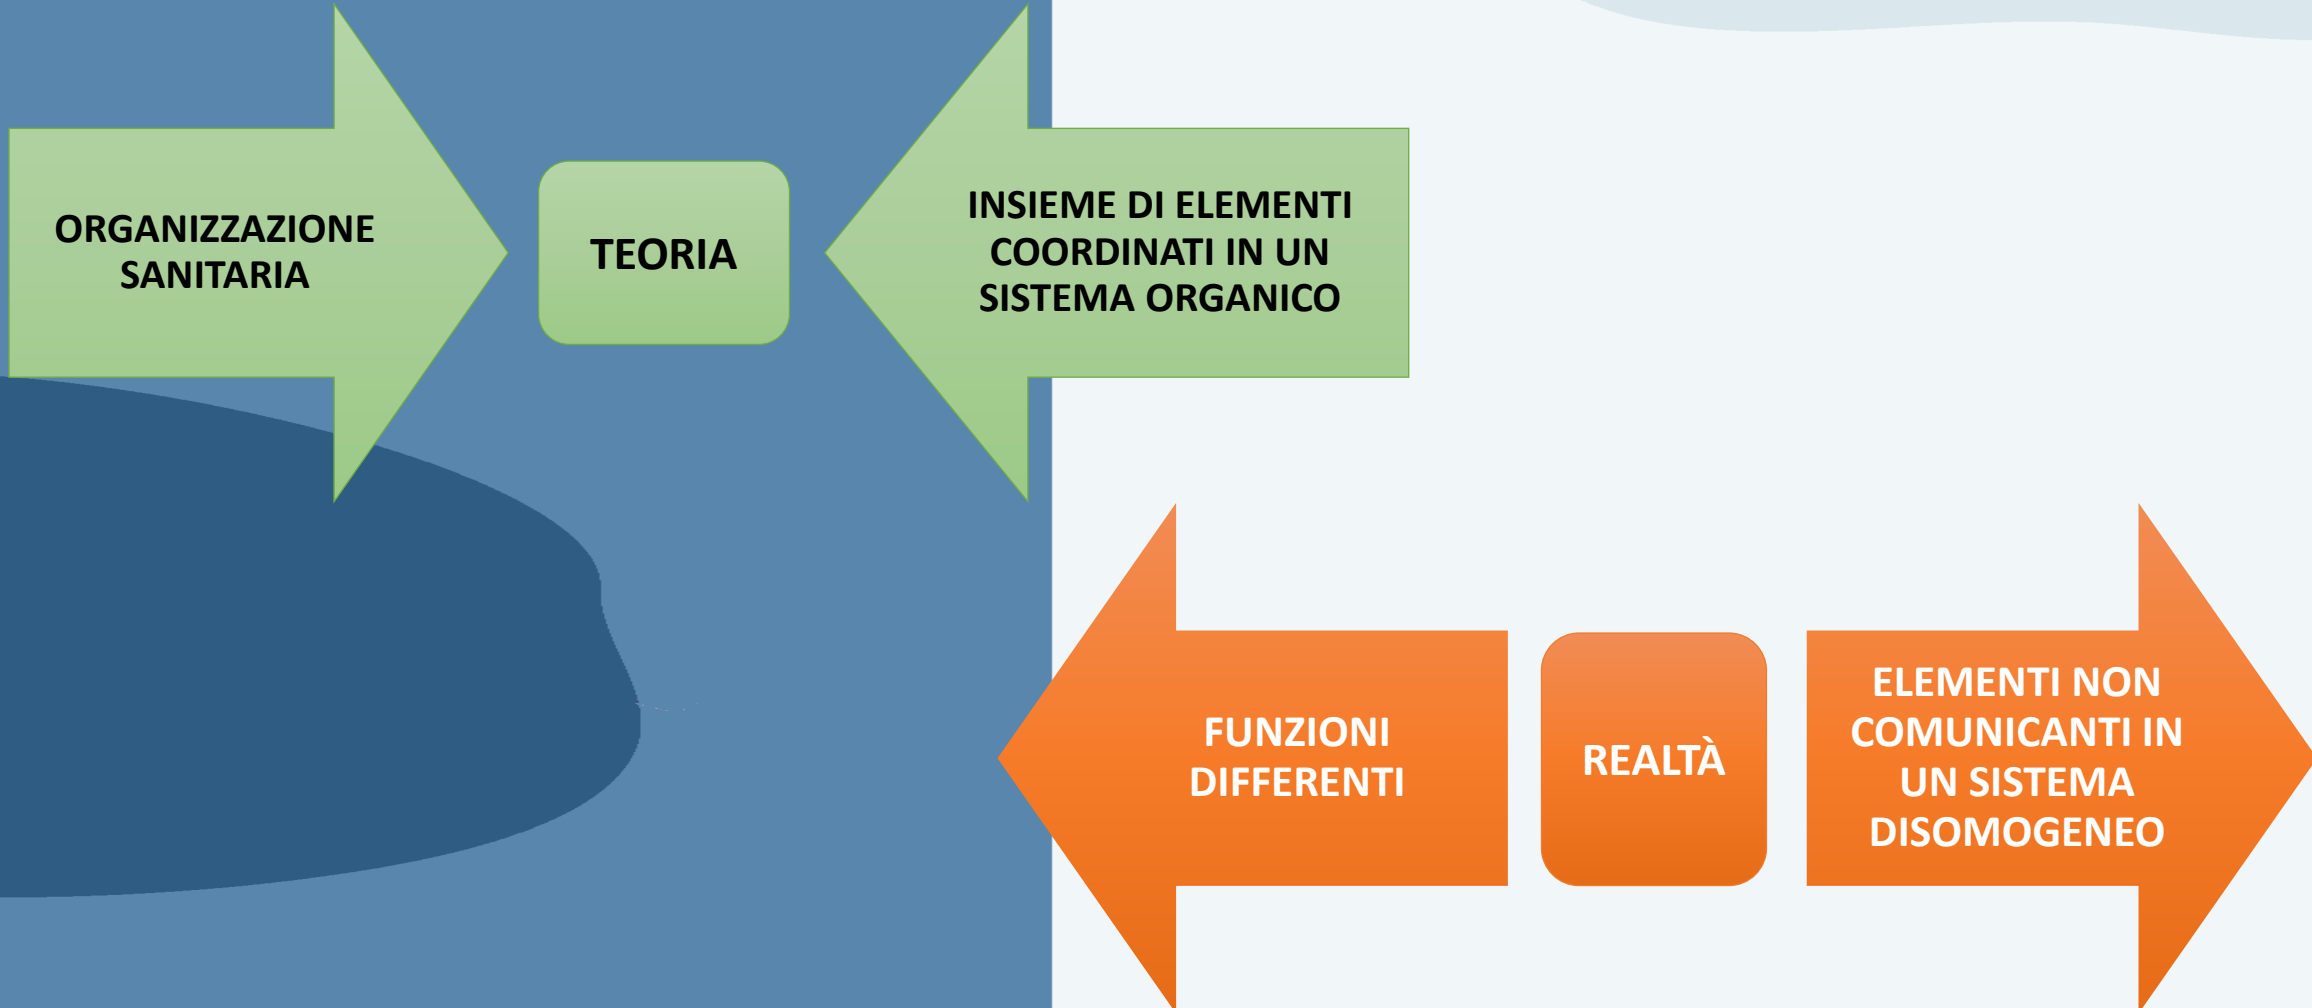 ORGANIZZAZIONE
SANITARIA
TEORIA
INSIEME DI ELEMENTI
COORDINATI IN UN
SISTEMA ORGANICO
FUNZIONI
DIFFERENTI
REALTÀ
ELEMENTI NON
COMUNICANTI IN
UN SISTEMA
DISOMOGENEO